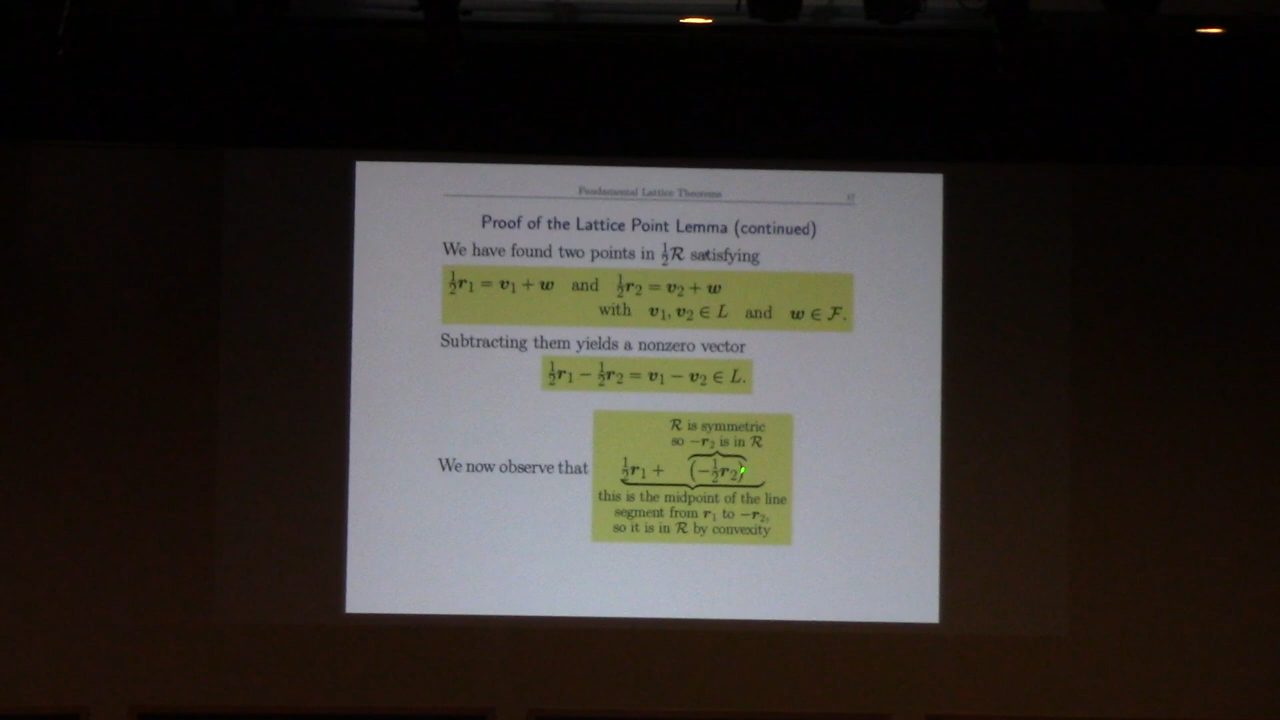 Fundamental Lattice Theorems
Proof of the Lattice Point Lemma (continued)
We have found two points in ½ℛ satisfying
½r₁ = v₁ + w and ½r₂ = v₂ + w
with v₁, v₂ ∈ L and w ∈ ℱ.
Subtracting them yields a nonzero vector
½r₁ − ½r₂ = v₁ − v₂ ∈ L.
ℛ is symmetric
so −r₂ is in ℛ
We now observe that ½r₁ + (−½r₂)
this is the midpoint of the line
segment from r₁ to −r₂,
so it is in ℛ by convexity